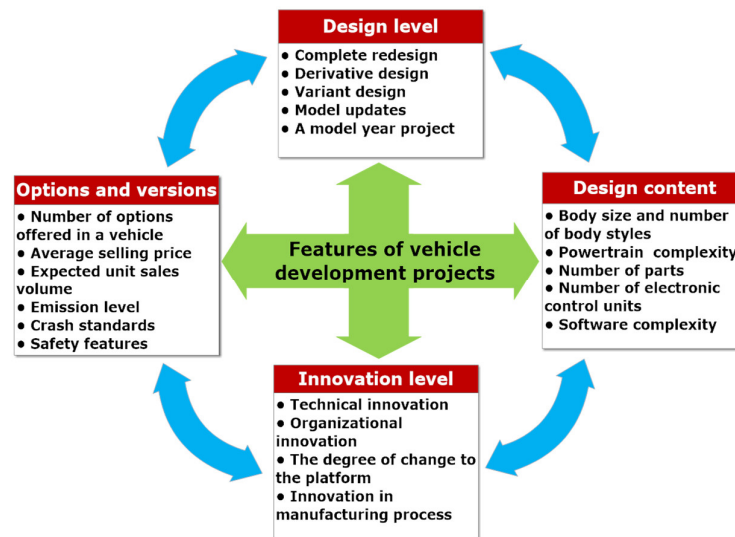 Design level
● Complete redesign
● Derivative design
● Variant design
● Model updates
● A model year project
Options and versions
● Number of options
offered in a vehicle
● Average selling price
● Expected unit sales
volume
● Emission level
● Crash standards
● Safety features
Features of vehicle
development projects
Design content
● Body size and number
of body styles
● Powertrain complexity
● Number of parts
● Number of electronic
control units
● Software complexity
Innovation level
● Technical innovation
● Organizational
innovation
● The degree of change to
the platform
● Innovation in
manufacturing process